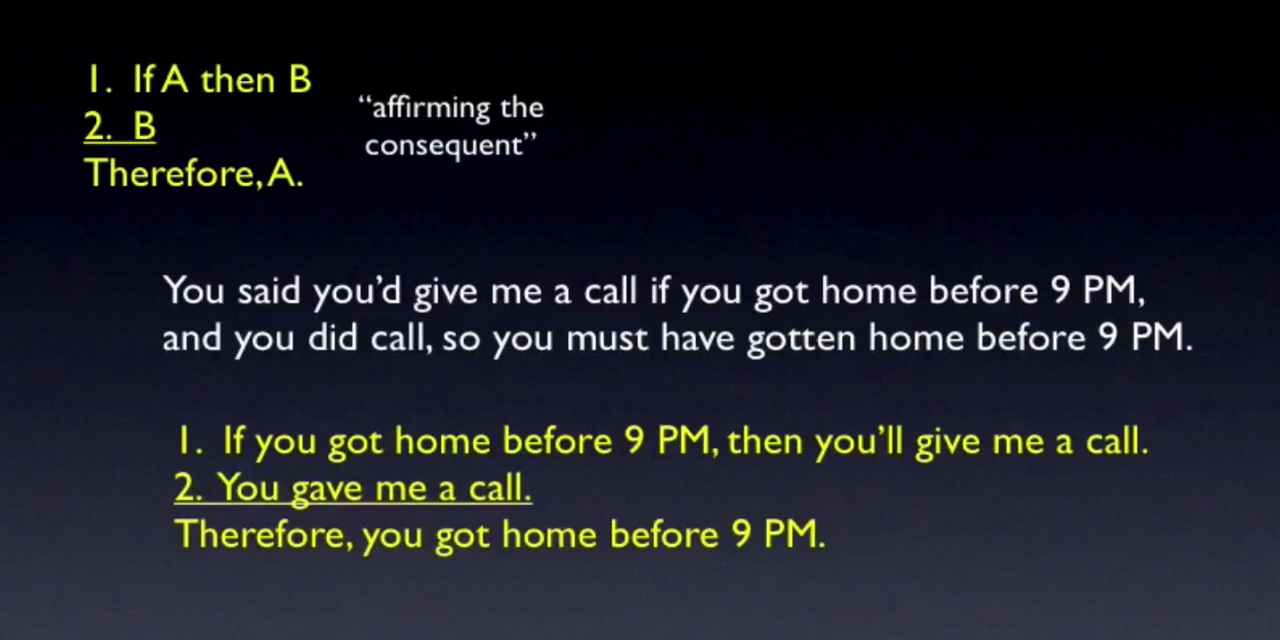 1. If A then B
2. B
Therefore, A.
“affirming the
consequent”
You said you’d give me a call if you got home before 9 PM,
and you did call, so you must have gotten home before 9 PM.
1. If you got home before 9 PM, then you’ll give me a call.
2. You gave me a call.
Therefore, you got home before 9 PM.